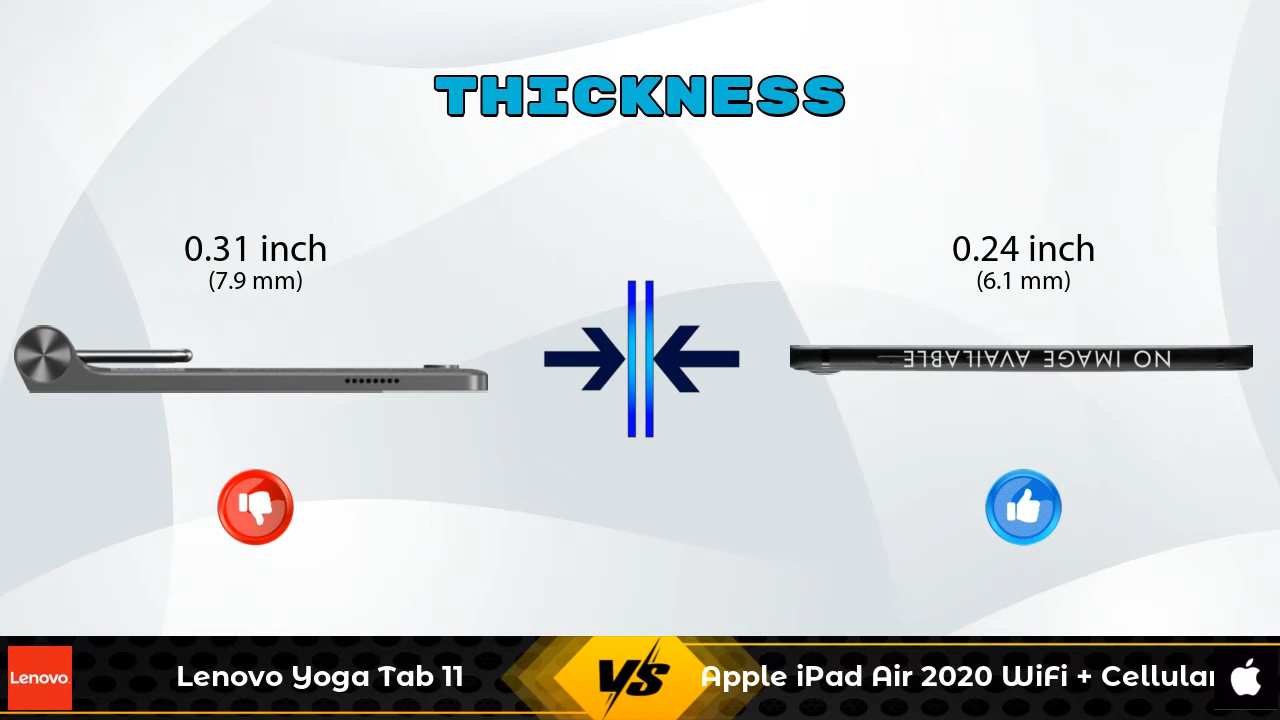 THICKNESS
0.31 inch
(7.9 mm)
0.24 inch
(6.1 mm)
NO IMAGE AVAILABLE
Lenovo
Lenovo Yoga Tab 11
VS
Apple iPad Air 2020 WiFi + Cellular